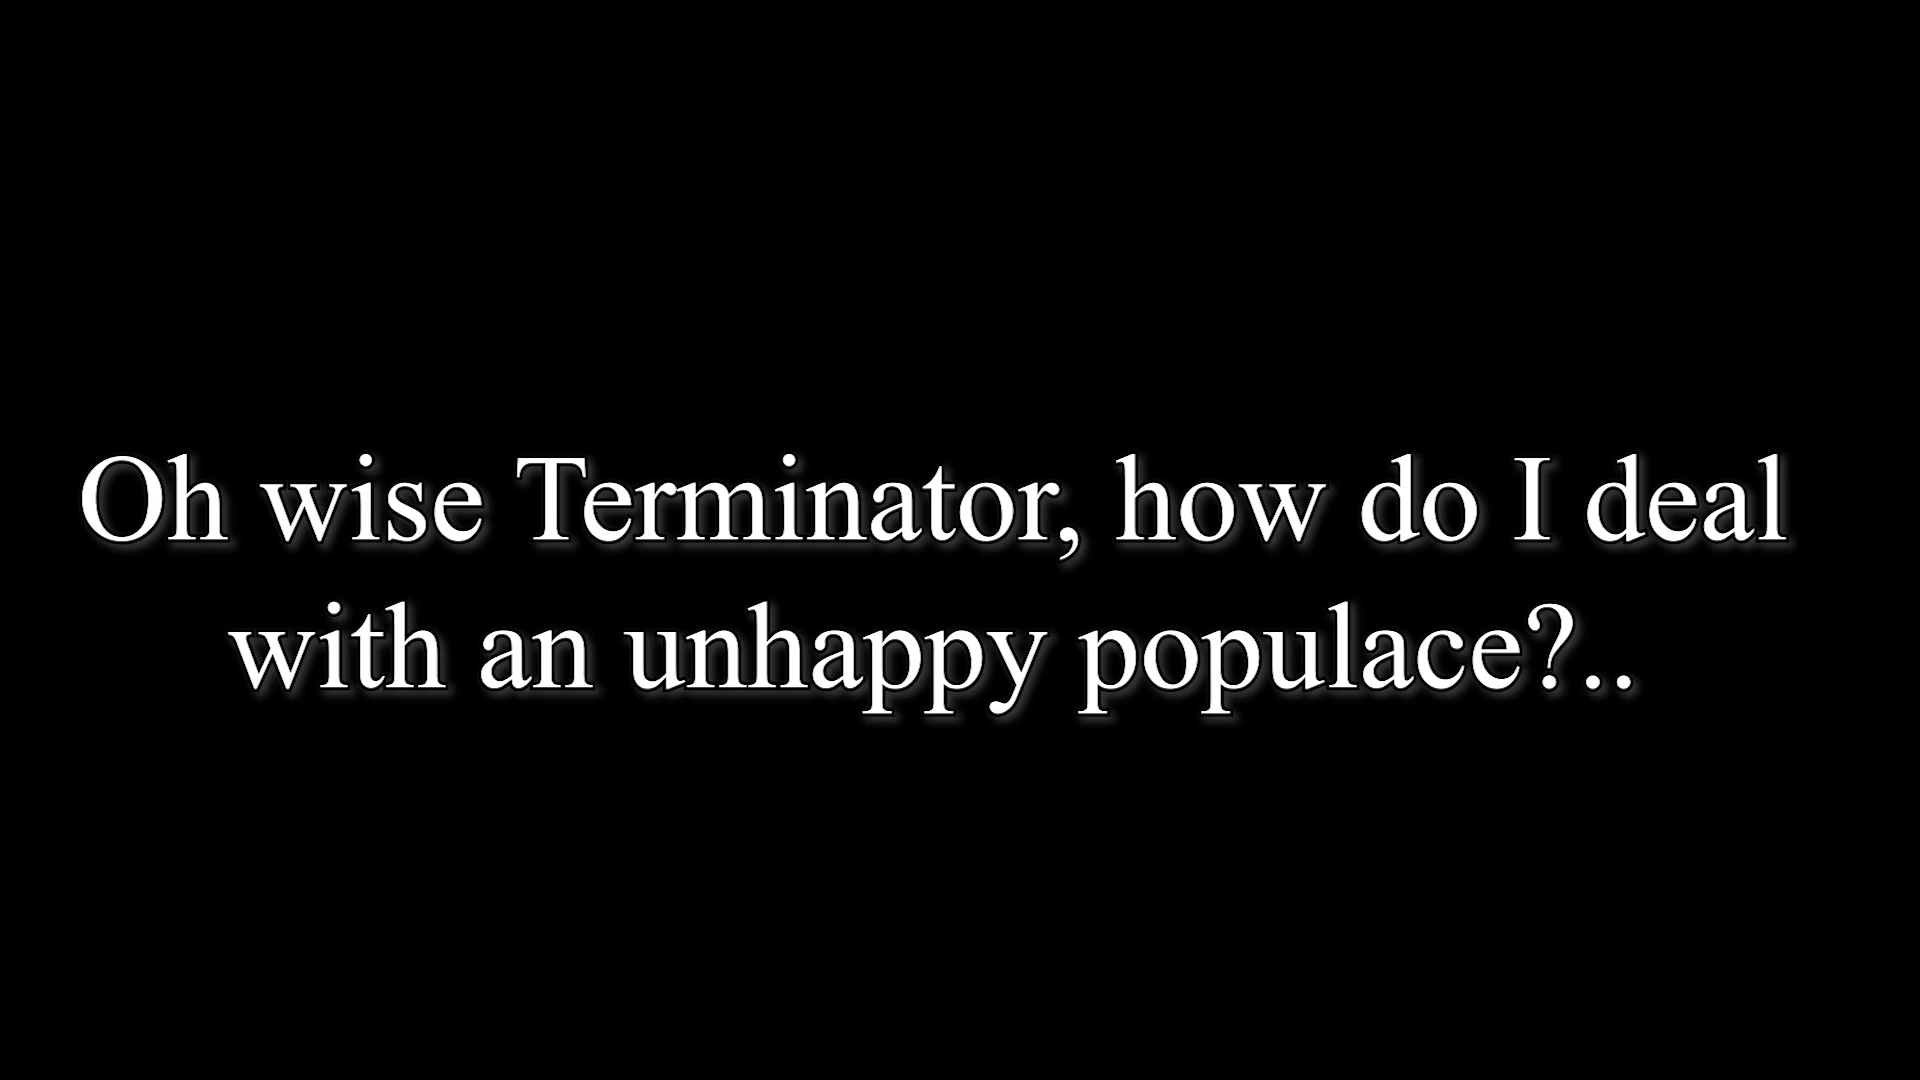 Oh wise Terminator, how do I deal
with an unhappy populace?..